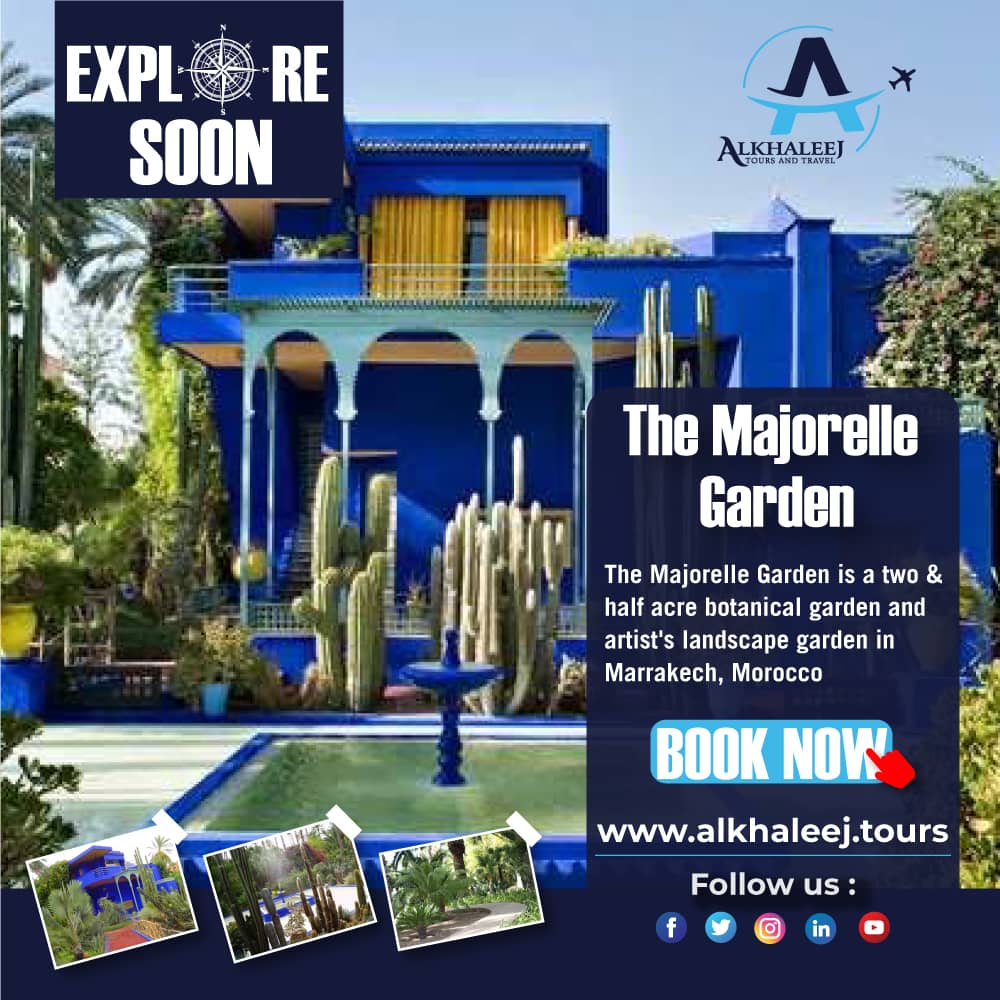 EXPLORE
SOON
ALKHALEEJ
TOURS AND TRAVEL
The Majorelle
Garden
The Majorelle Garden is a two &
half acre botanical garden and
artist's landscape garden in
Marrakech, Morocco
BOOK NOW
www.alkhaleej.tours
Follow us :